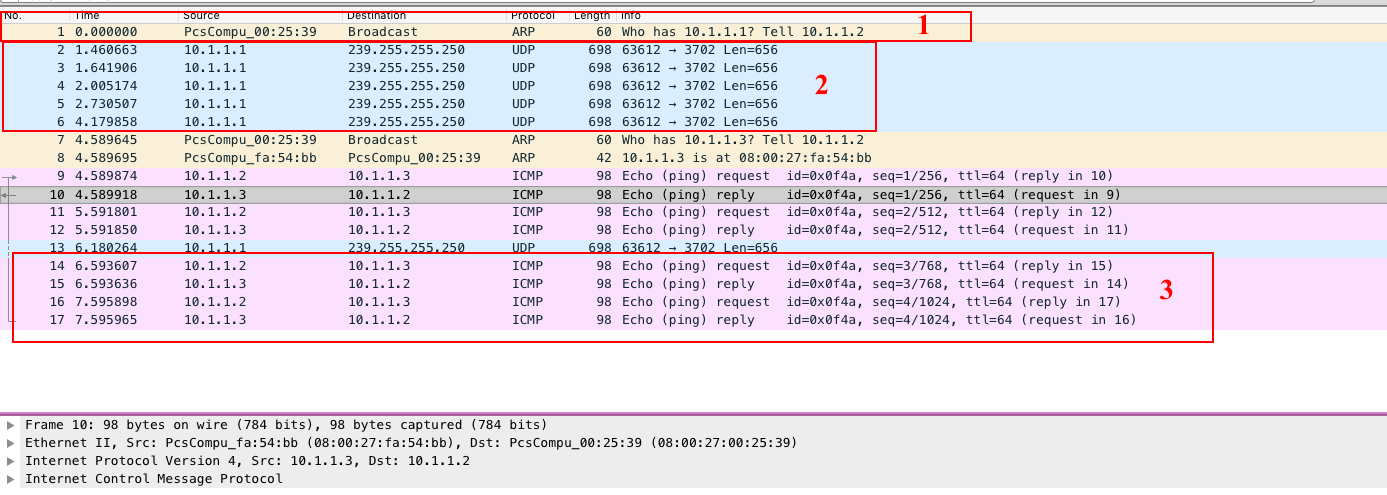 No. Time Source Destination Protocol Length Info
1 0.000000 PcsCompu_00:25:39 Broadcast ARP 60 Who has 10.1.1.1? Tell 10.1.1.2 1
2 1.460663 10.1.1.1 239.255.255.250 UDP 698 63612 → 3702 Len=656
3 1.641906 10.1.1.1 239.255.255.250 UDP 698 63612 → 3702 Len=656
4 2.005174 10.1.1.1 239.255.255.250 UDP 698 63612 → 3702 Len=656 2
5 2.730507 10.1.1.1 239.255.255.250 UDP 698 63612 → 3702 Len=656
6 4.179858 10.1.1.1 239.255.255.250 UDP 698 63612 → 3702 Len=656
7 4.589645 PcsCompu_00:25:39 Broadcast ARP 60 Who has 10.1.1.3? Tell 10.1.1.2
8 4.589695 PcsCompu_fa:54:bb PcsCompu_00:25:39 ARP 42 10.1.1.3 is at 08:00:27:fa:54:bb
9 4.589874 10.1.1.2 10.1.1.3 ICMP 98 Echo (ping) request id=0x0f4a, seq=1/256, ttl=64 (reply in 10)
10 4.589918 10.1.1.3 10.1.1.2 ICMP 98 Echo (ping) reply id=0x0f4a, seq=1/256, ttl=64 (request in 9)
11 5.591801 10.1.1.2 10.1.1.3 ICMP 98 Echo (ping) request id=0x0f4a, seq=2/512, ttl=64 (reply in 12)
12 5.591850 10.1.1.3 10.1.1.2 ICMP 98 Echo (ping) reply id=0x0f4a, seq=2/512, ttl=64 (request in 11)
13 6.180264 10.1.1.1 239.255.255.250 UDP 698 63612 → 3702 Len=656
14 6.593607 10.1.1.2 10.1.1.3 ICMP 98 Echo (ping) request id=0x0f4a, seq=3/768, ttl=64 (reply in 15)
15 6.593636 10.1.1.3 10.1.1.2 ICMP 98 Echo (ping) reply id=0x0f4a, seq=3/768, ttl=64 (request in 14) 3
16 7.595898 10.1.1.2 10.1.1.3 ICMP 98 Echo (ping) request id=0x0f4a, seq=4/1024, ttl=64 (reply in 17)
17 7.595965 10.1.1.3 10.1.1.2 ICMP 98 Echo (ping) reply id=0x0f4a, seq=4/1024, ttl=64 (request in 16)
Frame 10: 98 bytes on wire (784 bits), 98 bytes captured (784 bits)
Ethernet II, Src: PcsCompu_fa:54:bb (08:00:27:fa:54:bb), Dst: PcsCompu_00:25:39 (08:00:27:00:25:39)
Internet Protocol Version 4, Src: 10.1.1.3, Dst: 10.1.1.2
Internet Control Message Protocol